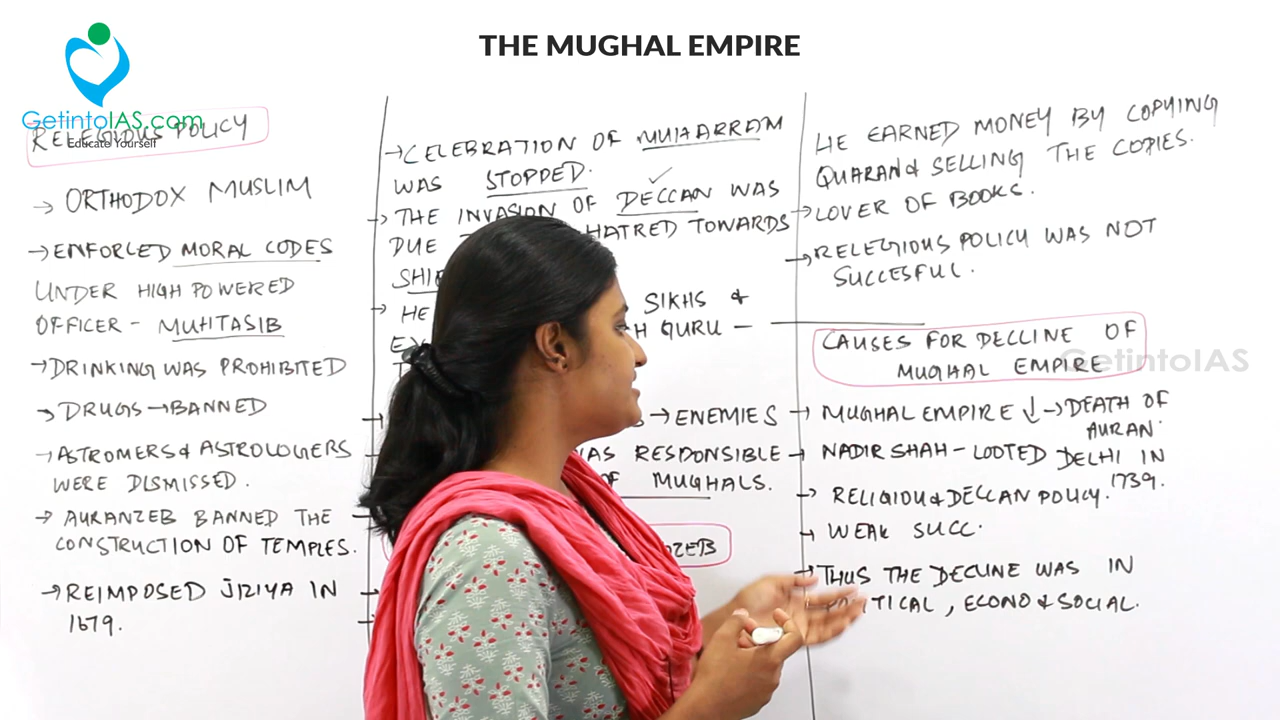 THE MUGHAL EMPIRE
GetintoIAS.com
Educate Yourself
RELEGIOUS POLICY
→ ORTHODOX MUSLIM
→ ENFORCED MORAL CODES
UNDER HIGH POWERED
OFFICER - MUHTASIB
→ DRINKING WAS PROHIBITED
→ DRUGS → BANNED
→ ASTROMERS & ASTROLOGERS
WERE DISMISSED.
→ AURANZEB BANNED THE
CONSTRUCTION OF TEMPLES.
→ REIMPOSED JIZIYA IN
1679.
→ CELEBRATION OF MUHARRAM
WAS STOPPED.
→ THE INVASION OF DECCAN WAS
DUE HATRED TOWARDS
→ HE SIKHS &
GURU -
→ ENEMIES
RESPONSIBLE
OF MUGHALS.
HE EARNED MONEY BY COPYING
QUARAN & SELLING THE COPIES.
→ LOVER OF BOOKS.
→ RELEGIOUS POLICY WAS NOT
SUCCESFUL.
CAUSES FOR DECLINE OF
MUGHAL EMPIRE
GetintoIAS
→ MUGHAL EMPIRE ↓ → DEATH OF
AURAN.
→ NADIR SHAH - LOOTED DELHI IN
1739.
→ RELIGIOU & DECCAN POLICY.
→ WEAK SUCC.
→ THUS THE DECLINE WAS IN
TICAL, ECONO & SOCIAL.